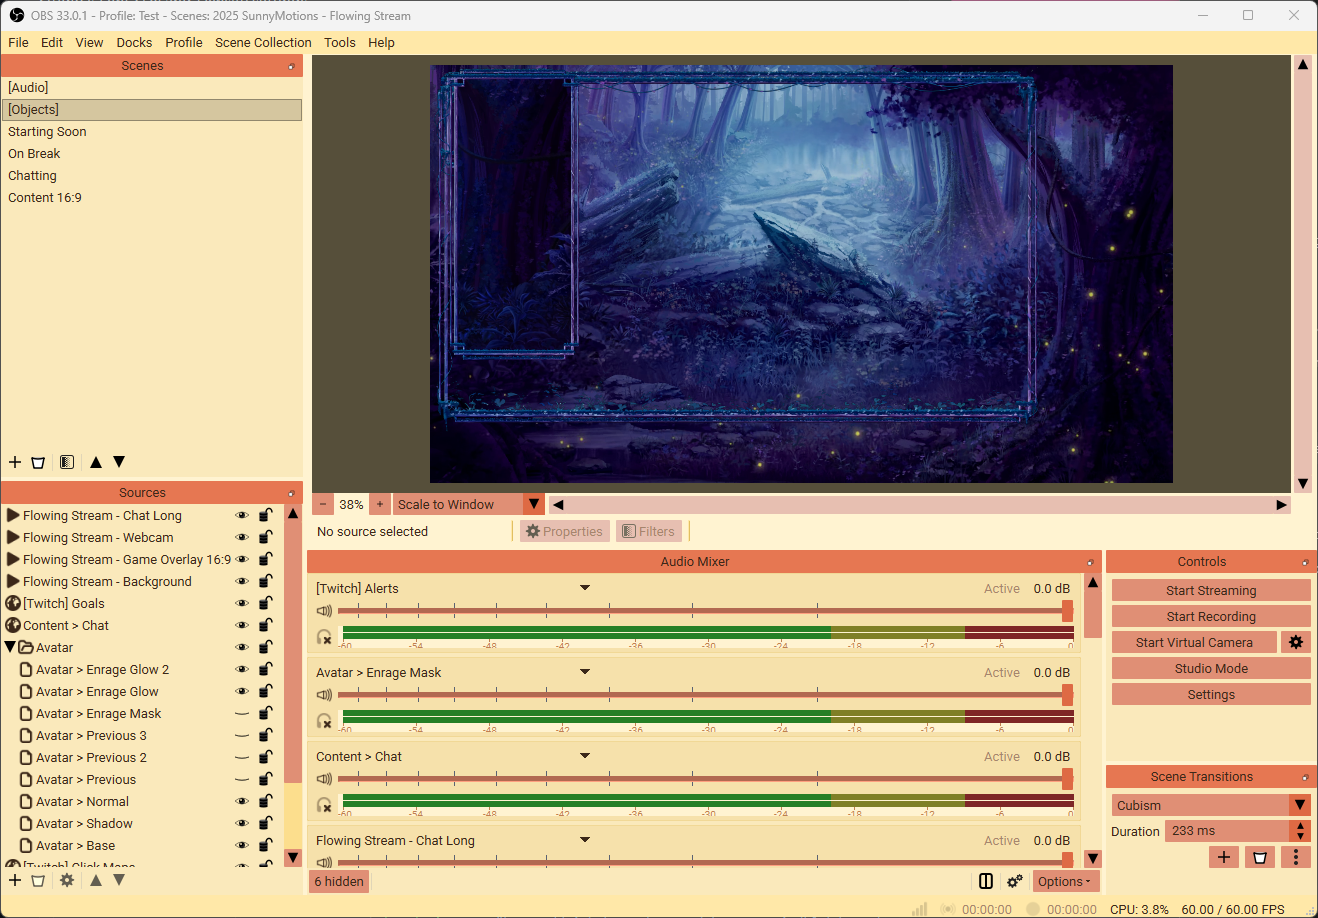 OBS 33.0.1 - Profile: Test - Scenes: 2025 SunnyMotions - Flowing Stream
File Edit View Docks Profile Scene Collection Tools Help
Scenes
[Audio]
[Objects]
Starting Soon
On Break
Chatting
Content 16:9
Sources
Flowing Stream - Chat Long
Flowing Stream - Webcam
Flowing Stream - Game Overlay 16:9
Flowing Stream - Background
[Twitch] Goals
Content > Chat
Avatar
Avatar > Enrage Glow 2
Avatar > Enrage Glow
Avatar > Enrage Mask
Avatar > Previous 3
Avatar > Previous 2
Avatar > Previous
Avatar > Normal
Avatar > Shadow
Avatar > Base
38% Scale to Window
No source selected Properties Filters
Audio Mixer
[Twitch] Alerts Active 0.0 dB
-60 -54 -48 -42 -36 -30 -24 -18 -12 -6 0
Avatar > Enrage Mask Active 0.0 dB
-60 -54 -48 -42 -36 -30 -24 -18 -12 -6 0
Content > Chat Active 0.0 dB
-60 -54 -48 -42 -36 -30 -24 -18 -12 -6 0
Flowing Stream - Chat Long Active 0.0 dB
6 hidden Options
Controls
Start Streaming
Start Recording
Start Virtual Camera
Studio Mode
Settings
Scene Transitions
Cubism
Duration 233 ms
00:00:00 00:00:00 CPU: 3.8% 60.00 / 60.00 FPS